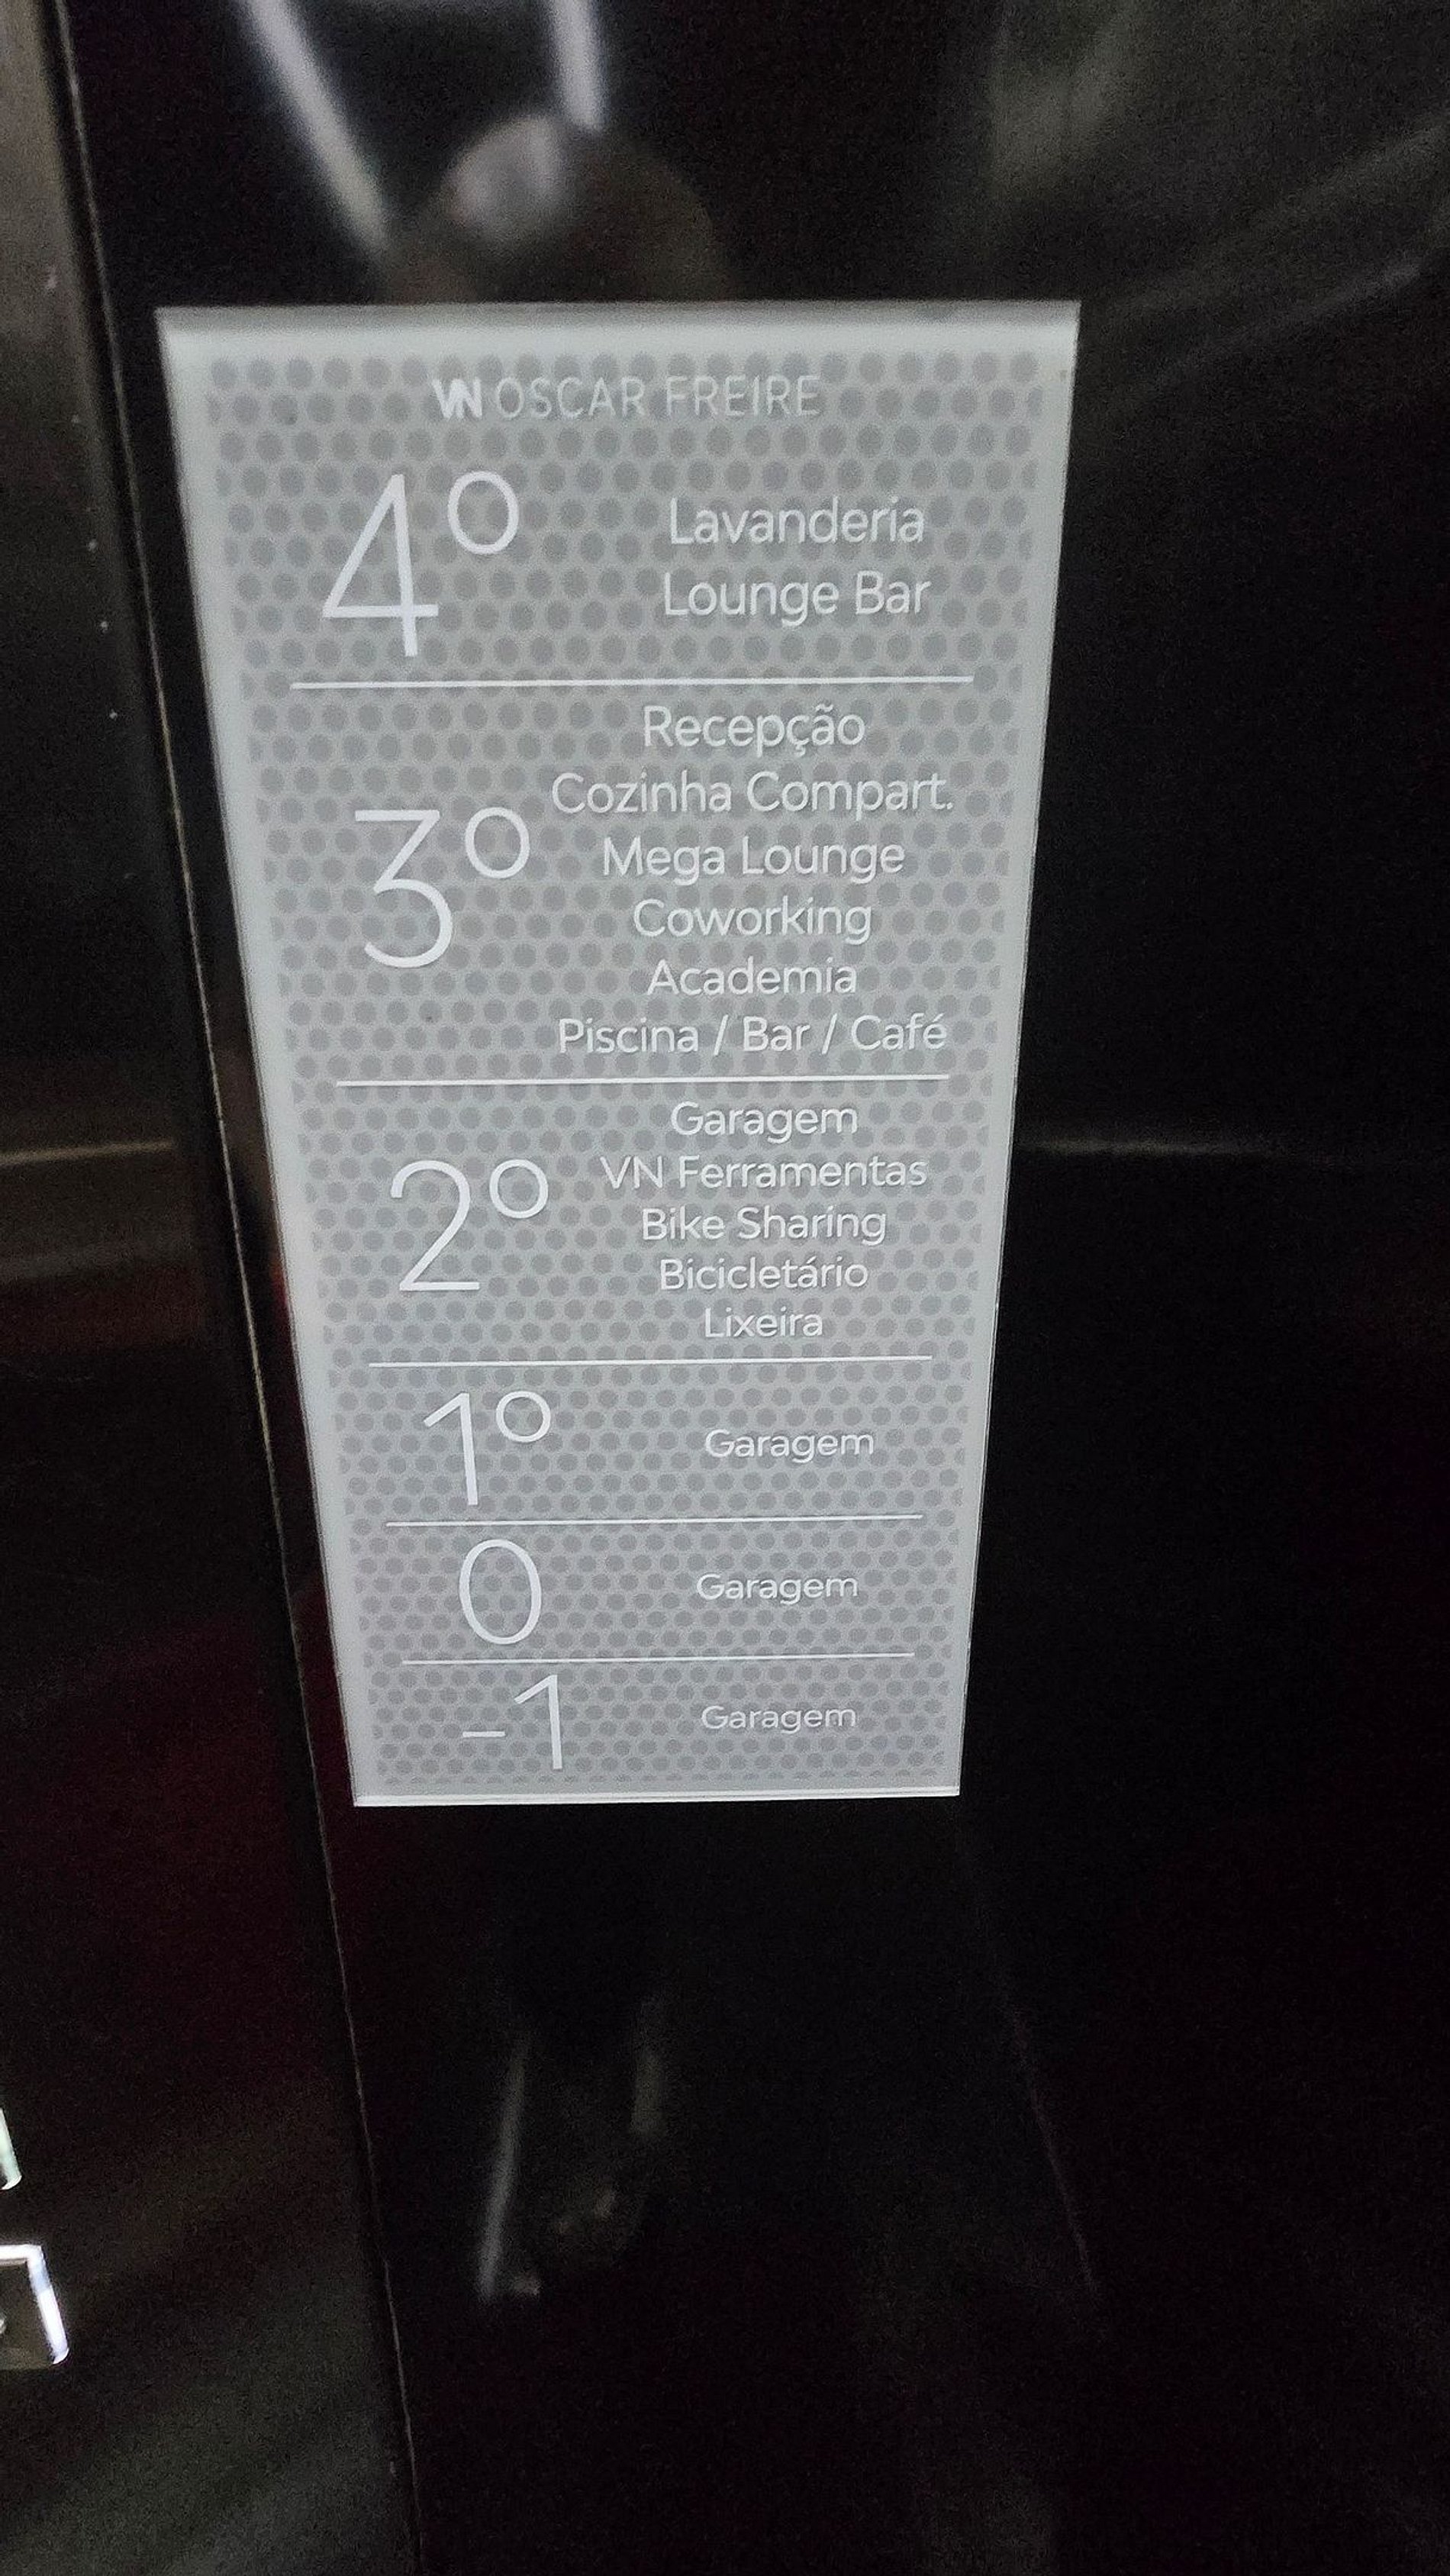 VN OSCAR FREIRE
4º
Lavanderia
Lounge Bar
3º
Recepção
Cozinha Compart.
Mega Lounge
Coworking
Academia
Piscina / Bar / Café
2º
Garagem
VN Ferramentas
Bike Sharing
Bicicletário
Lixeira
1º
Garagem
0
Garagem
-1
Garagem